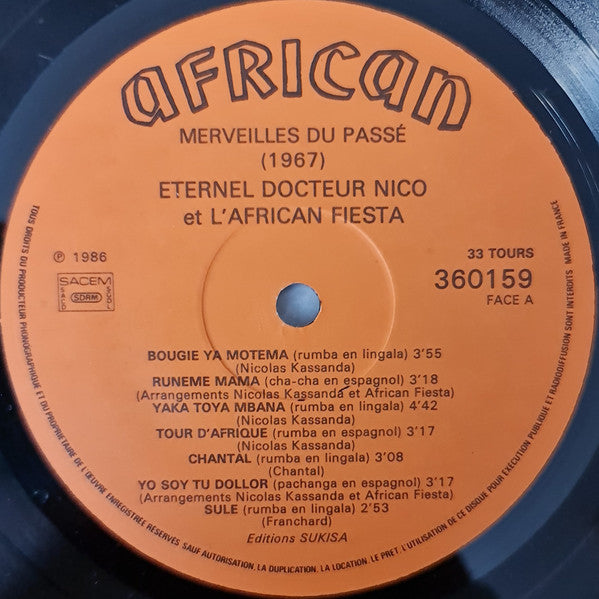 african
MERVEILLES DU PASSÉ
(1967)
ETERNEL DOCTEUR NICO
et L'AFRICAN FIESTA
℗ 1986
SACEM
SACD
SDRM
SGDL
33 TOURS
360159
FACE A
BOUGIE YA MOTEMA (rumba en lingala) 3'55
(Nicolas Kassanda)
RUNEME MAMA (cha-cha en espagnol) 3'18
(Arrangements Nicolas Kassanda et African Fiesta)
YAKA TOYA MBANA (rumba en lingala) 4'42
(Nicolas Kassanda)
TOUR D'AFRIQUE (rumba en espagnol) 3'17
(Nicolas Kassanda)
CHANTAL (rumba en lingala) 3'08
(Chantal)
YO SOY TU DOLLOR (pachanga en espagnol) 3'17
(Arrangements Nicolas Kassanda et African Fiesta)
SULE (rumba en lingala) 2'53
(Franchard)
Editions SUKISA
TOUS DROITS DU PRODUCTEUR PHONOGRAPHIQUE ET DU PROPRIETAIRE DE L'ŒUVRE ENREGISTREE RESERVES. SAUF AUTORISATION, LA DUPLICATION, LA LOCATION, LE PRET, L'UTILISATION DE CE DISQUE POUR EXECUTION PUBLIQUE ET RADIODIFFUSION SONT INTERDITS MADE IN FRANCE